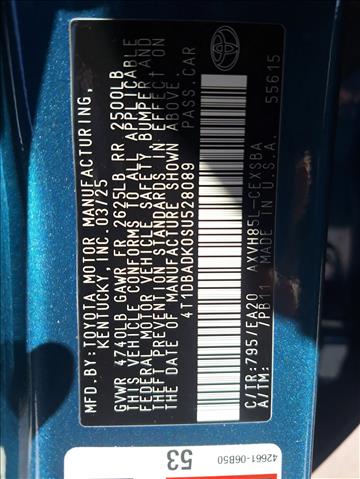 MFD. BY:TOYOTA MOTOR MANUFACTURING,
KENTUCKY, INC. 03/25
GVWR 4740LB GAWR FR 2625LB RR 2500LB
THIS VEHICLE CONFORMS TO ALL APPLICABLE
FEDERAL MOTOR VEHICLE SAFETY, BUMPER, AND
THEFT PREVENTION STANDARDS IN EFFECT ON
THE DATE OF MANUFACTURE SHOWN ABOVE.
4T1DBADK0SU528089 PASS.CAR
C/TR:795/EA20 AXVH85L-CEXSBA
A/TM: /PB11 MADE IN U.S.A. 55615
42661-06B50
53